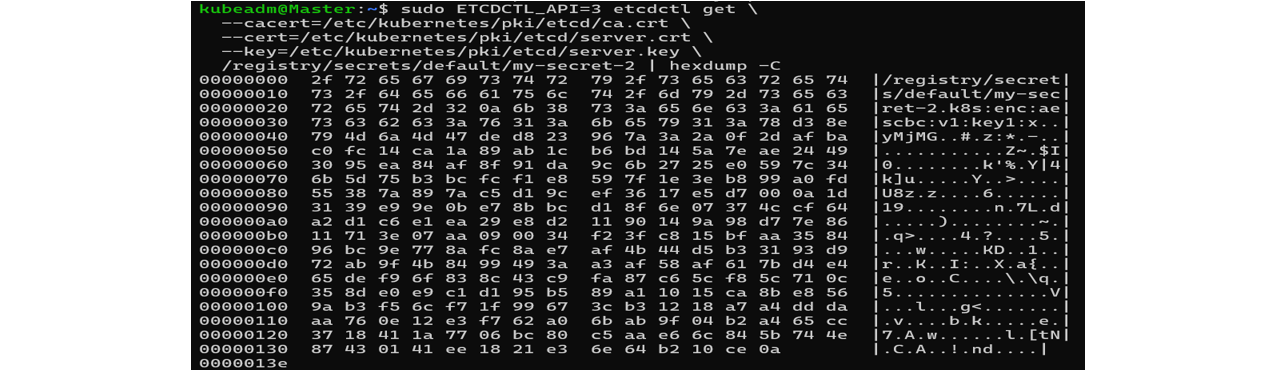 kubeadm@Master:~$ sudo ETCDCTL_API=3 etcdctl get \
  --cacert=/etc/kubernetes/pki/etcd/ca.crt \
  --cert=/etc/kubernetes/pki/etcd/server.crt \
  --key=/etc/kubernetes/pki/etcd/server.key \
  /registry/secrets/default/my-secret-2 | hexdump -C
00000000  2f 72 65 67 69 73 74 72  79 2f 73 65 63 72 65 74  |/registry/secret|
00000010  73 2f 64 65 66 61 75 6c  74 2f 6d 79 2d 73 65 63  |s/default/my-sec|
00000020  72 65 74 2d 32 0a 6b 38  73 3a 65 6e 63 3a 61 65  |ret-2.k8s:enc:ae|
00000030  73 63 62 63 3a 76 31 3a  6b 65 79 31 3a 78 d3 8e  |scbc:v1:key1:x..|
00000040  79 4d 6a 4d 47 de d8 23  96 7a 3a 2a 0f 2d af ba  |yMjMG..#.z:*.-..|
00000050  c0 fc 14 ca 1a 89 ab 1c  b6 bd 14 5a 7e ae 24 49  |...........Z~.$I|
00000060  30 95 ea 84 af 8f 91 da  9c 6b 27 25 e0 59 7c 34  |0........k'%.Y|4|
00000070  6b 5d 75 b3 bc fc f1 e8  59 7f 1e 3e b8 99 a0 fd  |k]u.....Y..>....|
00000080  55 38 7a 89 7a c5 d1 9c  ef 36 17 e5 d7 00 0a 1d  |U8z.z....6......|
00000090  31 39 e9 9e 0b e7 8b bc  d1 8f 6e 07 37 4c cf 64  |19........n.7L.d|
000000a0  a2 d1 c6 e1 ea 29 e8 d2  11 90 14 9a 98 d7 7e 86  |.....)........~.|
000000b0  11 71 3e 07 aa 09 00 34  f2 3f c8 15 bf aa 35 84  |.q>....4.?....5.|
000000c0  96 bc 9e 77 8a fc 8a e7  af 4b 44 d5 b3 31 93 d9  |...w.....KD..1..|
000000d0  72 ab 9f 4b 84 99 49 3a  a3 af 58 af 61 7b d4 e4  |r..K..I:..X.a{..|
000000e0  65 de f9 6f 83 8c 43 c9  fa 87 c6 5c f8 5c 71 0c  |e..o..C....\.\q.|
000000f0  35 8d e0 e9 c1 d1 95 b5  89 a1 10 15 ca 8b e8 56  |5..............V|
00000100  9a b3 f5 6c f7 1f 99 67  3c b3 12 18 a7 a4 dd da  |...l...g<.......|
00000110  aa 76 0e 12 e3 f7 62 a0  6b ab 9f 04 b2 a4 65 cc  |.v....b.k.....e.|
00000120  37 18 41 1a 77 06 bc 80  c5 aa e6 6c 84 5b 74 4e  |7.A.w......l.[tN|
00000130  87 43 01 41 ee 18 21 e3  6e 64 b2 10 ce 0a        |.C.A..!.nd....|
0000013e